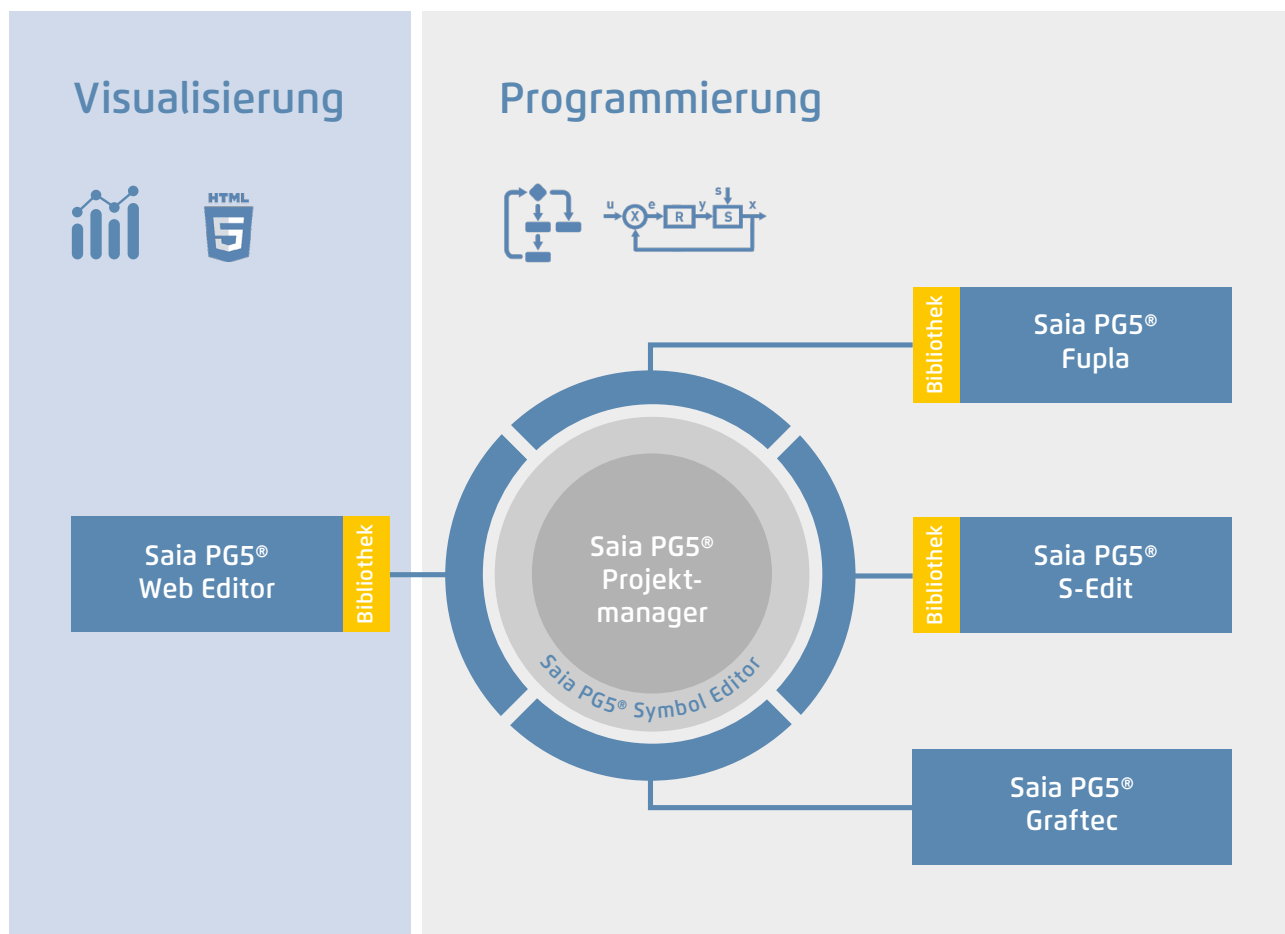 Visualisierung
HTML
5
Programmierung
u
X
e
R
y
s
S
x
Bibliothek
Saia PG5®
Fupla
Saia PG5®
Web Editor
Bibliothek
Saia PG5®
Projekt-
manager
Saia PG5® Symbol Editor
Bibliothek
Saia PG5®
S-Edit
Saia PG5®
Graftec